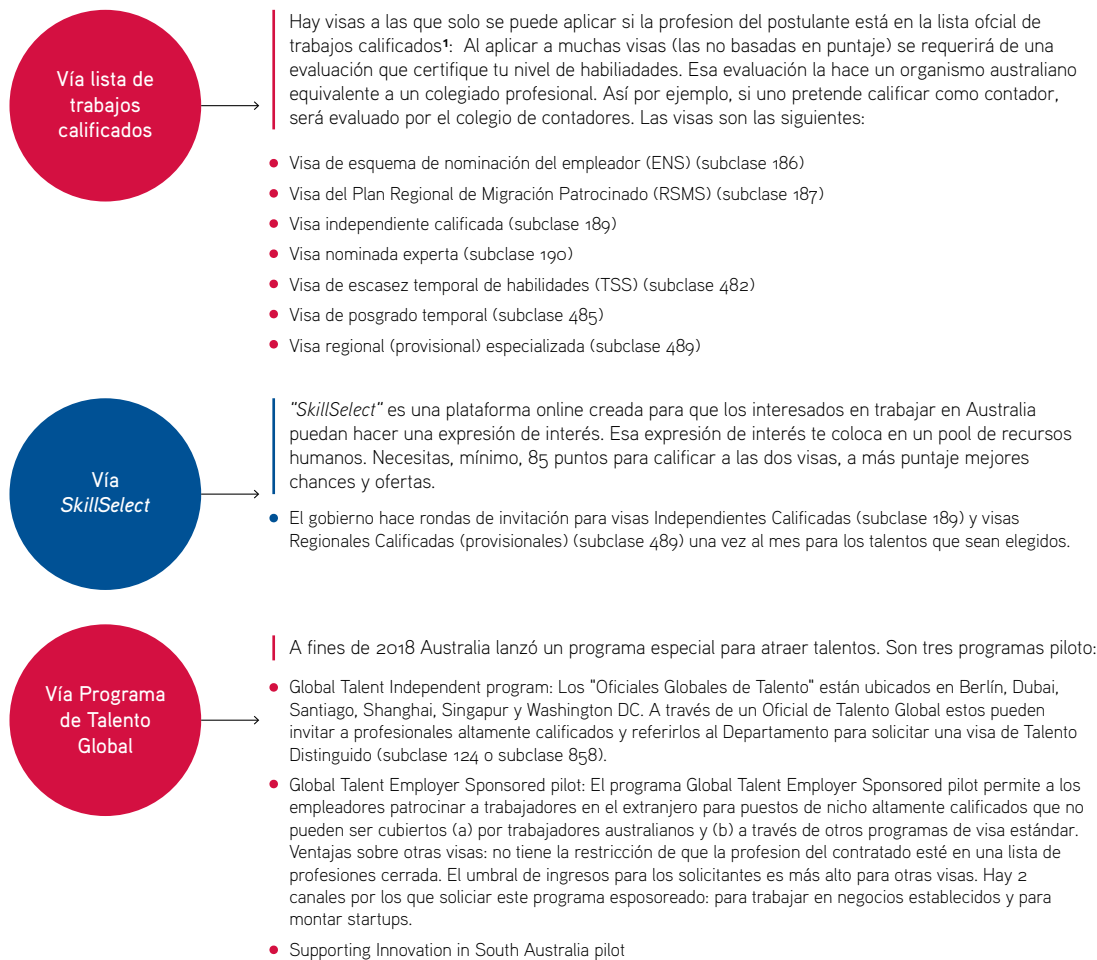 Vía lista de
trabajos
calificados
Hay visas a las que solo se puede aplicar si la profesion del postulante está en la lista ofcial de
trabajos calificados¹: Al aplicar a muchas visas (las no basadas en puntaje) se requerirá de una
evaluación que certifique tu nivel de habiliadades. Esa evaluación la hace un organismo australiano
equivalente a un colegiado profesional. Así por ejemplo, si uno pretende calificar como contador,
será evaluado por el colegio de contadores. Las visas son las siguientes:
• Visa de esquema de nominación del empleador (ENS) (subclase 186)
• Visa del Plan Regional de Migración Patrocinado (RSMS) (subclase 187)
• Visa independiente calificada (subclase 189)
• Visa nominada experta (subclase 190)
• Visa de escasez temporal de habilidades (TSS) (subclase 482)
• Visa de posgrado temporal (subclase 485)
• Visa regional (provisional) especializada (subclase 489)
Vía
SkillSelect
"SkillSelect" es una plataforma online creada para que los interesados en trabajar en Australia
puedan hacer una expresión de interés. Esa expresión de interés te coloca en un pool de recursos
humanos. Necesitas, mínimo, 85 puntos para calificar a las dos visas, a más puntaje mejores
chances y ofertas.
• El gobierno hace rondas de invitación para visas Independientes Calificadas (subclase 189) y visas
Regionales Calificadas (provisionales) (subclase 489) una vez al mes para los talentos que sean elegidos.
Vía Programa
de Talento
Global
A fines de 2018 Australia lanzó un programa especial para atraer talentos. Son tres programas piloto:
• Global Talent Independent program: Los "Oficiales Globales de Talento" están ubicados en Berlín, Dubai,
Santiago, Shanghai, Singapur y Washington DC. A través de un Oficial de Talento Global estos pueden
invitar a profesionales altamente calificados y referirlos al Departamento para solicitar una visa de Talento
Distinguido (subclase 124 o subclase 858).
• Global Talent Employer Sponsored pilot: El programa Global Talent Employer Sponsored pilot permite a los
empleadores patrocinar a trabajadores en el extranjero para puestos de nicho altamente calificados que no
pueden ser cubiertos (a) por trabajadores australianos y (b) a través de otros programas de visa estándar.
Ventajas sobre otras visas: no tiene la restricción de que la profesion del contratado esté en una lista de
profesiones cerrada. El umbral de ingresos para los solicitantes es más alto para otras visas. Hay 2
canales por los que soliciar este programa esposoreado: para trabajar en negocios establecidos y para
montar startups.
• Supporting Innovation in South Australia pilot